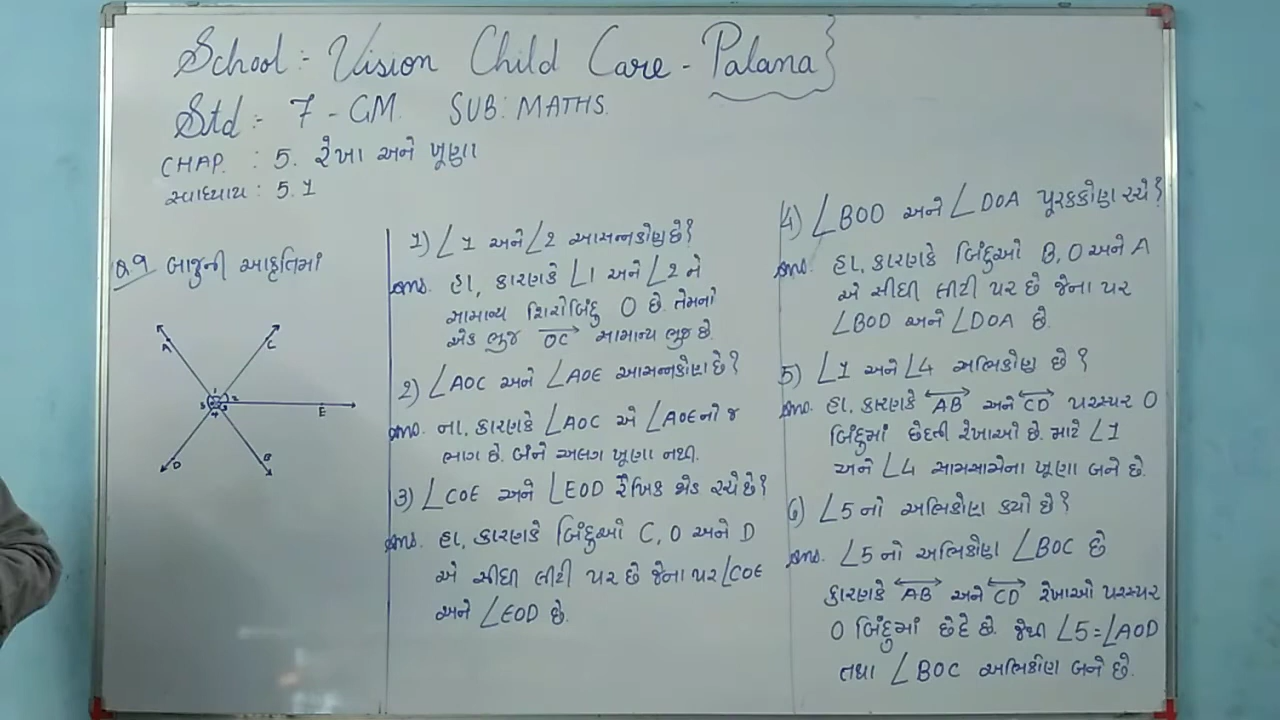 School:- Vision Child Care - Palana
Std:- 7 - GM. SUB: MATHS.
CHAP. : 5. રેખા અને ખૂણા
સ્વાધ્યાય : 5.1
Q.9 બાજુની આકૃતિમાં
A
C
1
2
5
3
4
E
D
B
1) ∠1 અને ∠2 આસન્નકોણ છે?
Ans. હા, કારણકે ∠1 અને ∠2 ને
સામાન્ય શિરોબિંદુ O છે. તેમનો
એક ભુજ OC સામાન્ય ભુજ છે.
2) ∠AOC અને ∠AOE આસન્નકોણ છે?
Ans. ના, કારણકે ∠AOC એ ∠AOE નો જ
ભાગ છે. બંને અલગ ખૂણા નથી.
3) ∠COE અને ∠EOD રૈખિક જોડ રચે છે?
Ans. હા, કારણકે બિંદુઓ C, O અને D
એ સીધી લીટી પર છે જેના પર ∠COE
અને ∠EOD છે.
4) ∠BOD અને ∠DOA પૂરકકોણ રચે?
Ans. હા, કારણકે બિંદુઓ B, O અને A
એ સીધી લીટી પર છે જેના પર
∠BOD અને ∠DOA છે.
5) ∠1 અને ∠4 અભિકોણ છે?
Ans. હા, કારણકે AB અને CD પરસ્પર O
બિંદુમાં છેદતી રેખાઓ છે. માટે ∠1
અને ∠4 સામસામેના ખૂણા બને છે.
6) ∠5 નો અભિકોણ કયો છે?
Ans. ∠5 નો અભિકોણ ∠BOC છે
કારણકે AB અને CD રેખાઓ પરસ્પર
O બિંદુમાં છેદે છે. જેથી ∠5 = ∠AOD
તથા ∠BOC અભિકોણ બને છે.